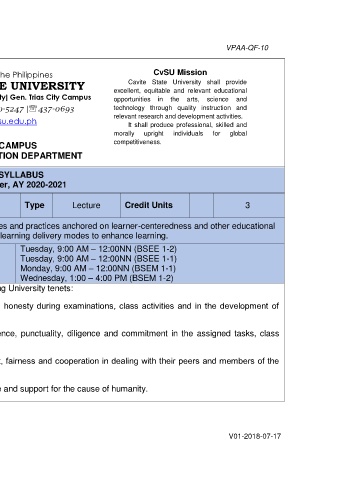 VPAA-QF-10
he Philippines
E UNIVERSITY
ty| Gen. Trias City Campus
-5247 |☏ 437-0693
su.edu.ph
CAMPUS
TION DEPARTMENT
CvSU Mission
Cavite State University shall provide
excellent, equitable and relevant educational
opportunities in the arts, science and
technology through quality instruction and
relevant research and development activities.
It shall produce professional, skilled and
morally upright individuals for global
competitiveness.
SYLLABUS
er, AY 2020-2021
Type Lecture Credit Units 3
es and practices anchored on learner-centeredness and other educational
learning delivery modes to enhance learning.
Tuesday, 9:00 AM – 12:00NN (BSEE 1-2)
Tuesday, 9:00 AM – 12:00NN (BSEE 1-1)
Monday, 9:00 AM – 12:00NN (BSEM 1-1)
Wednesday, 1:00 – 4:00 PM (BSEM 1-2)
ng University tenets:
honesty during examinations, class activities and in the development of
ence, punctuality, diligence and commitment in the assigned tasks, class
, fairness and cooperation in dealing with their peers and members of the
e and support for the cause of humanity.
V01-2018-07-17